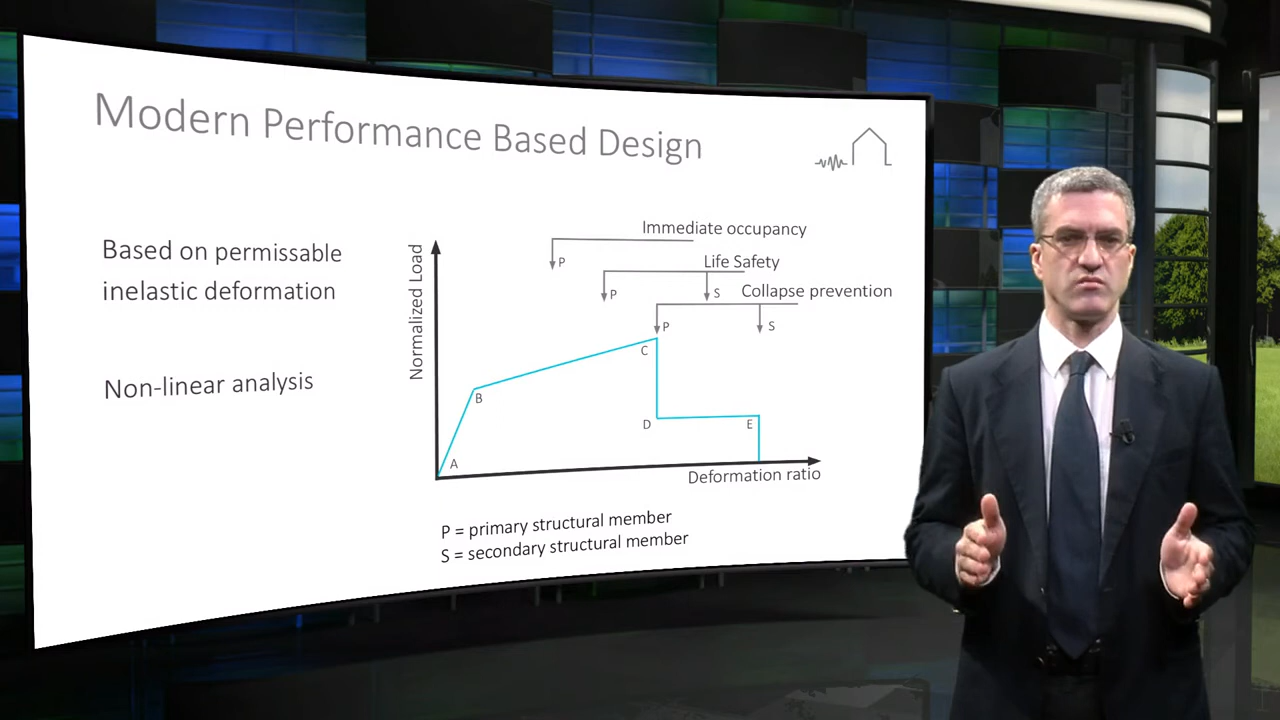 Modern Performance Based Design
Based on permissable
inelastic deformation
Non-linear analysis
Normalized Load
Immediate occupancy
P
Life Safety
P
S
Collapse prevention
P
S
C
B
D
E
A
Deformation ratio
P = primary structural member
S = secondary structural member